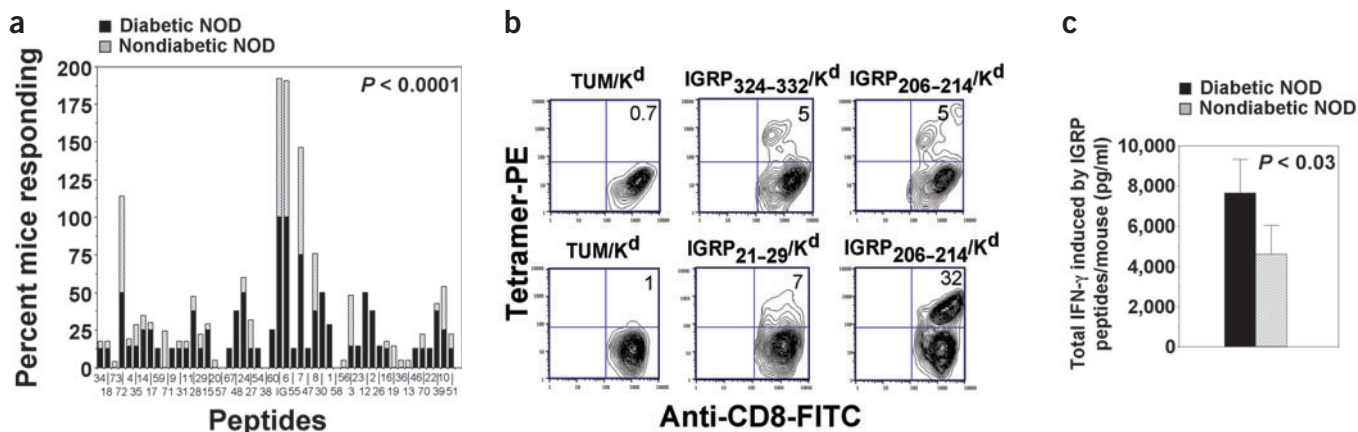 a
Diabetic NOD
Nondiabetic NOD
P < 0.0001
Percent mice responding
200
175
150
125
100
75
50
25
0
34|73| 4|14|59| 9|11|29|20|67|24|54|60| 6| 7| 8| 1|56|23| 2|16|36|46|22|10|
18 72 35 17 71 31 28 15 57 48 27 38 IG 55 47 30 58 3 12 26 19 13 70 39 51
Peptides
b
TUM/Kd
IGRP324–332/Kd
IGRP206–214/Kd
0.7
5
5
TUM/Kd
IGRP21–29/Kd
IGRP206–214/Kd
1
7
32
Tetramer-PE
Anti-CD8-FITC
c
Diabetic NOD
Nondiabetic NOD
P < 0.03
Total IFN-γ induced by IGRP
peptides/mouse (pg/ml)
10,000
8,000
6,000
4,000
2,000
0